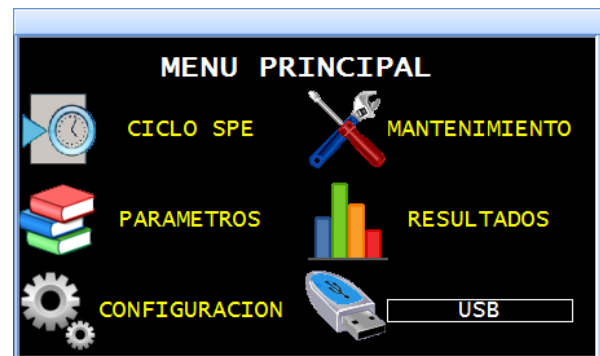 MENU PRINCIPAL
CICLO SPE
MANTENIMIENTO
PARAMETROS
RESULTADOS
CONFIGURACION
USB